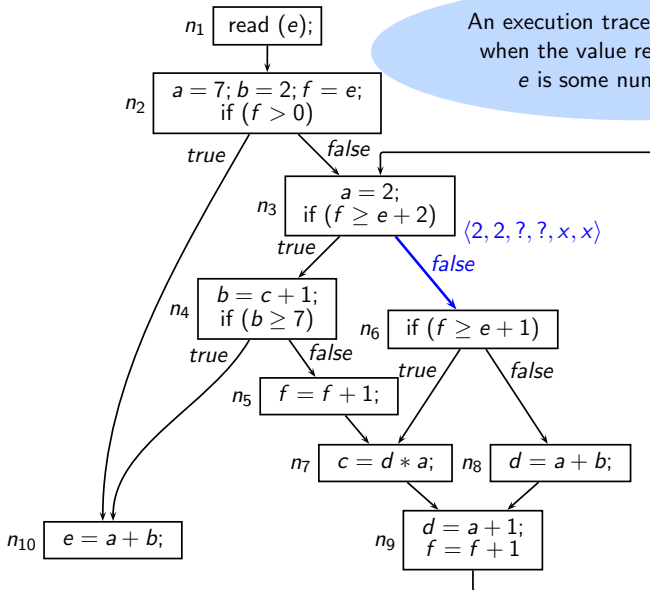 n1 read (e);
An execution trace
when the value re
e is some num
n2 a = 7; b = 2; f = e;
if (f > 0)
true
false
n3 a = 2;
if (f ≥ e + 2)
⟨2, 2, ?, ?, x, x⟩
true
false
n4 b = c + 1;
if (b ≥ 7)
n6 if (f ≥ e + 1)
true
false
true
false
n5 f = f + 1;
n7 c = d ∗ a;
n8 d = a + b;
n10 e = a + b;
n9 d = a + 1;
f = f + 1